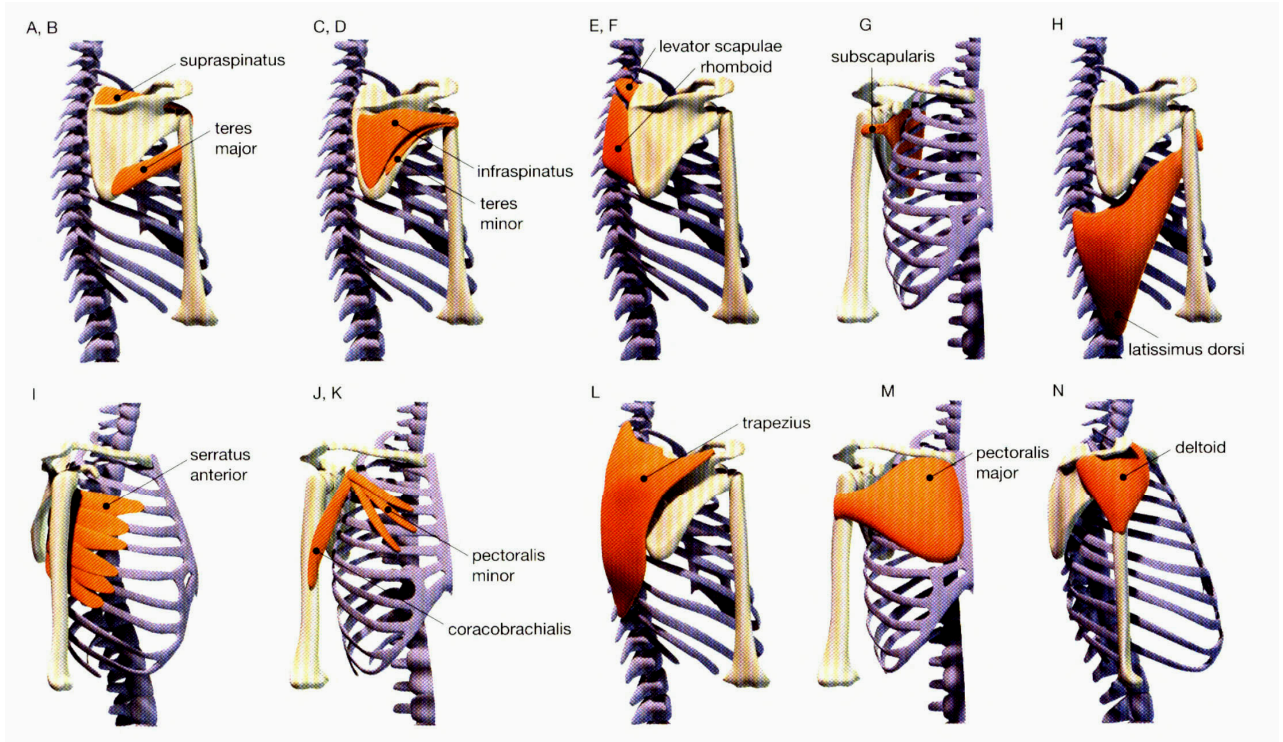 A, B
supraspinatus
teres
major
C, D
infraspinatus
teres
minor
E, F
levator scapulae
rhomboid
G
subscapularis
H
latissimus dorsi
I
serratus
anterior
J, K
pectoralis
minor
coracobrachialis
L
trapezius
M
pectoralis
major
N
deltoid